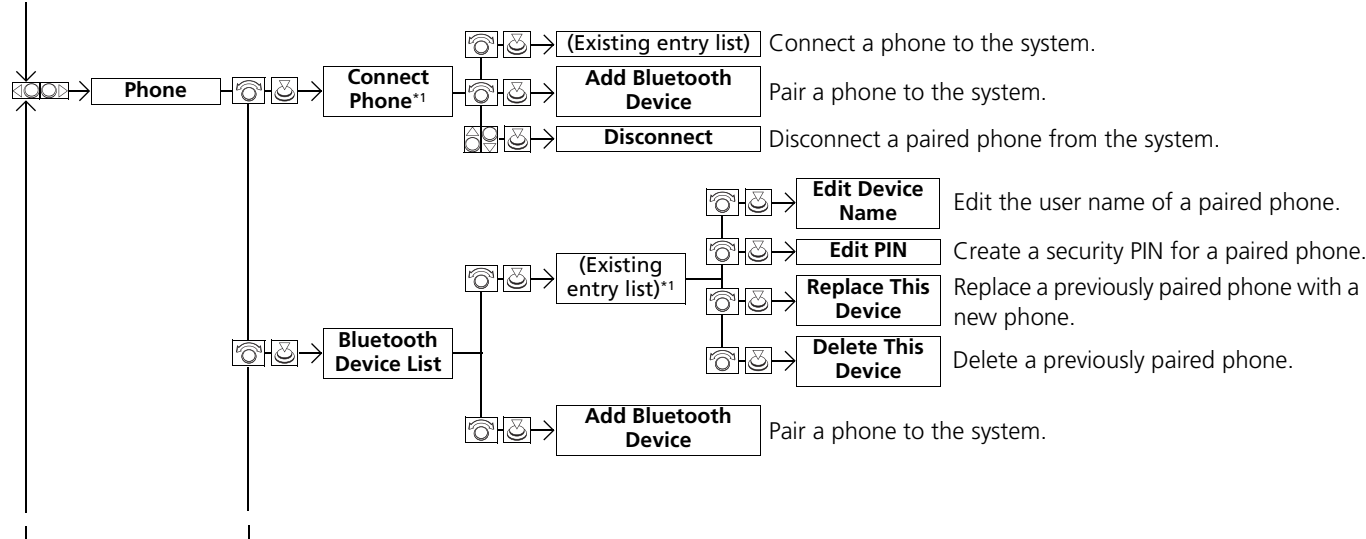 (Existing entry list) Connect a phone to the system.
Phone
Connect
Phone*1
Add Bluetooth
Device
Pair a phone to the system.
Disconnect Disconnect a paired phone from the system.
Edit Device
Name
Edit the user name of a paired phone.
(Existing
entry list)*1
Edit PIN Create a security PIN for a paired phone.
Replace This
Device
Replace a previously paired phone with a
new phone.
Bluetooth
Device List
Delete This
Device
Delete a previously paired phone.
Add Bluetooth
Device
Pair a phone to the system.